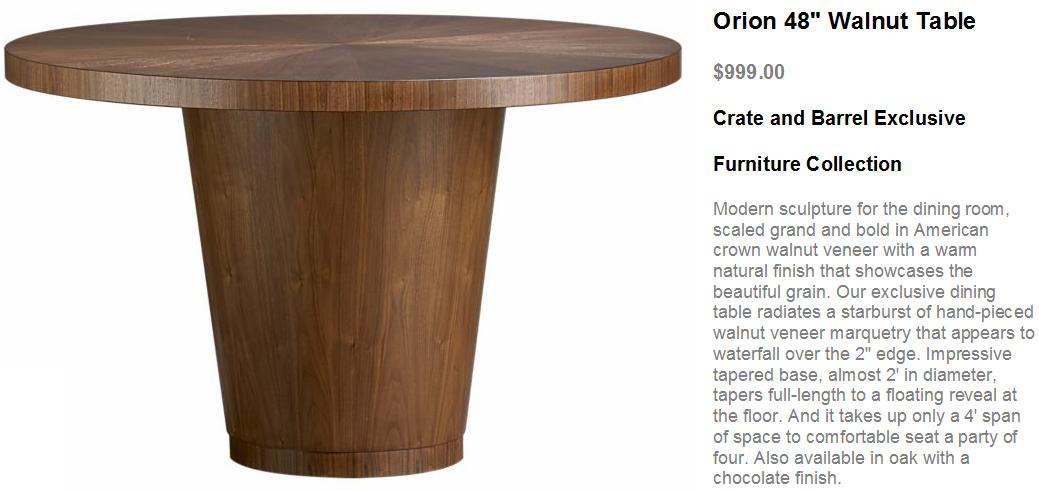 Orion 48" Walnut Table
$999.00
Crate and Barrel Exclusive
Furniture Collection
Modern sculpture for the dining room,
scaled grand and bold in American
crown walnut veneer with a warm
natural finish that showcases the
beautiful grain. Our exclusive dining
table radiates a starburst of hand-pieced
walnut veneer marquetry that appears to
waterfall over the 2" edge. Impressive
tapered base, almost 2' in diameter,
tapers full-length to a floating reveal at
the floor. And it takes up only a 4' span
of space to comfortable seat a party of
four. Also available in oak with a
chocolate finish.